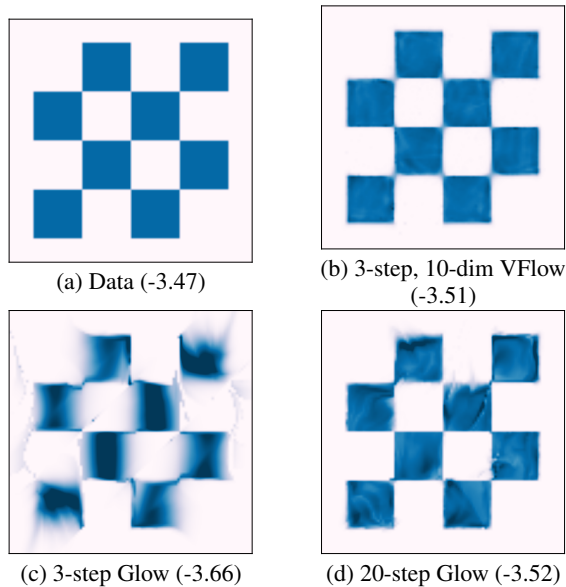 (a) Data (-3.47)
(b) 3-step, 10-dim VFlow
(-3.51)
(c) 3-step Glow (-3.66)
(d) 20-step Glow (-3.52)